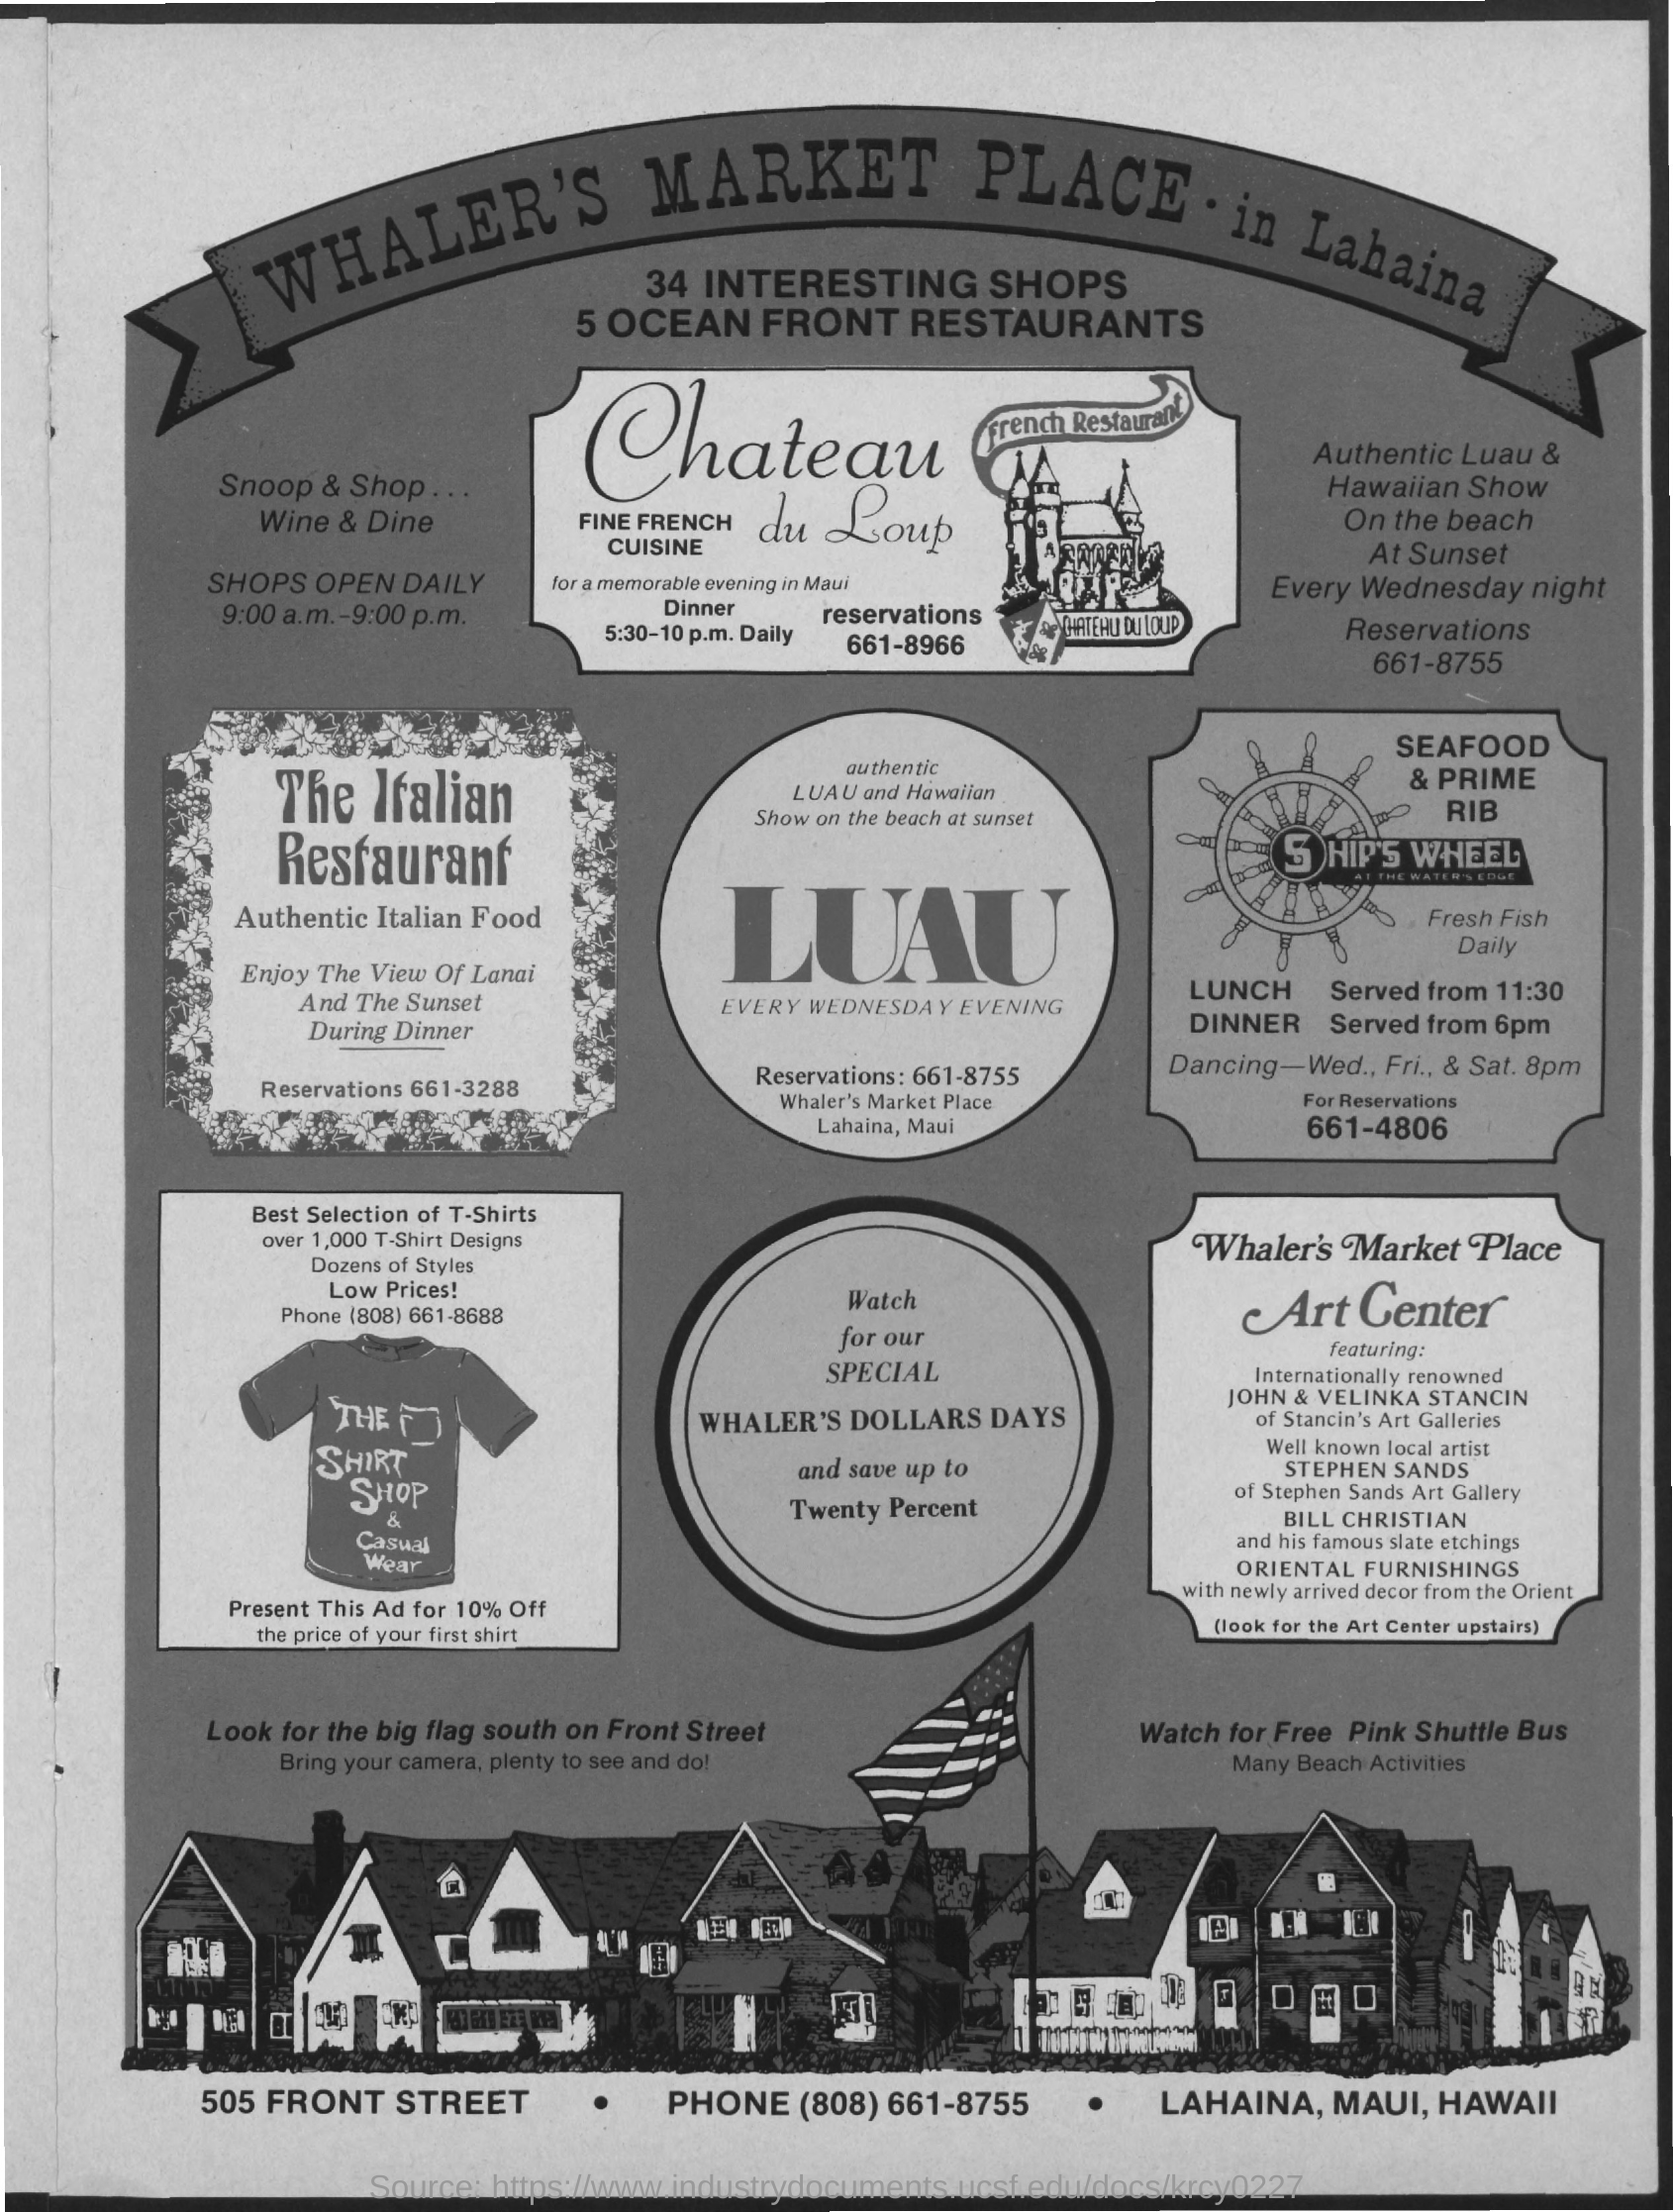 WHALER'S MARKET PLACE · in Lahaina
34 INTERESTING SHOPS
5 OCEAN FRONT RESTAURANTS
Snoop & Shop . . .
Wine & Dine
SHOPS OPEN DAILY
9:00 a.m.-9:00 p.m.
Chateau
du Loup
FINE FRENCH
CUISINE
for a memorable evening in Maui
Dinner
5:30-10 p.m. Daily
reservations
661-8966
French Restaurant
CHATEAU DU LOUP
Authentic Luau &
Hawaiian Show
On the beach
At Sunset
Every Wednesday night
Reservations
661-8755
The Italian
Restaurant
Authentic Italian Food
Enjoy The View Of Lanai
And The Sunset
During Dinner
Reservations 661-3288
authentic
LUAU and Hawaiian
Show on the beach at sunset
LUAU
EVERY WEDNESDAY EVENING
Reservations: 661-8755
Whaler's Market Place
Lahaina, Maui
SEAFOOD
& PRIME
RIB
SHIP'S WHEEL
AT THE WATER'S EDGE
Fresh Fish
Daily
LUNCH Served from 11:30
DINNER Served from 6pm
Dancing—Wed., Fri., & Sat. 8pm
For Reservations
661-4806
Best Selection of T-Shirts
over 1,000 T-Shirt Designs
Dozens of Styles
Low Prices!
Phone (808) 661-8688
THE
SHIRT
SHOP
&
Casual
Wear
Present This Ad for 10% Off
the price of your first shirt
Watch
for our
SPECIAL
WHALER'S DOLLARS DAYS
and save up to
Twenty Percent
Whaler's Market Place
Art Center
featuring:
Internationally renowned
JOHN & VELINKA STANCIN
of Stancin's Art Galleries
Well known local artist
STEPHEN SANDS
of Stephen Sands Art Gallery
BILL CHRISTIAN
and his famous slate etchings
ORIENTAL FURNISHINGS
with newly arrived decor from the Orient
(look for the Art Center upstairs)
Look for the big flag south on Front Street
Bring your camera, plenty to see and do!
Watch for Free Pink Shuttle Bus
Many Beach Activities
505 FRONT STREET • PHONE (808) 661-8755 • LAHAINA, MAUI, HAWAII
Source: https://www.industrydocuments.ucsf.edu/docs/krcy0227